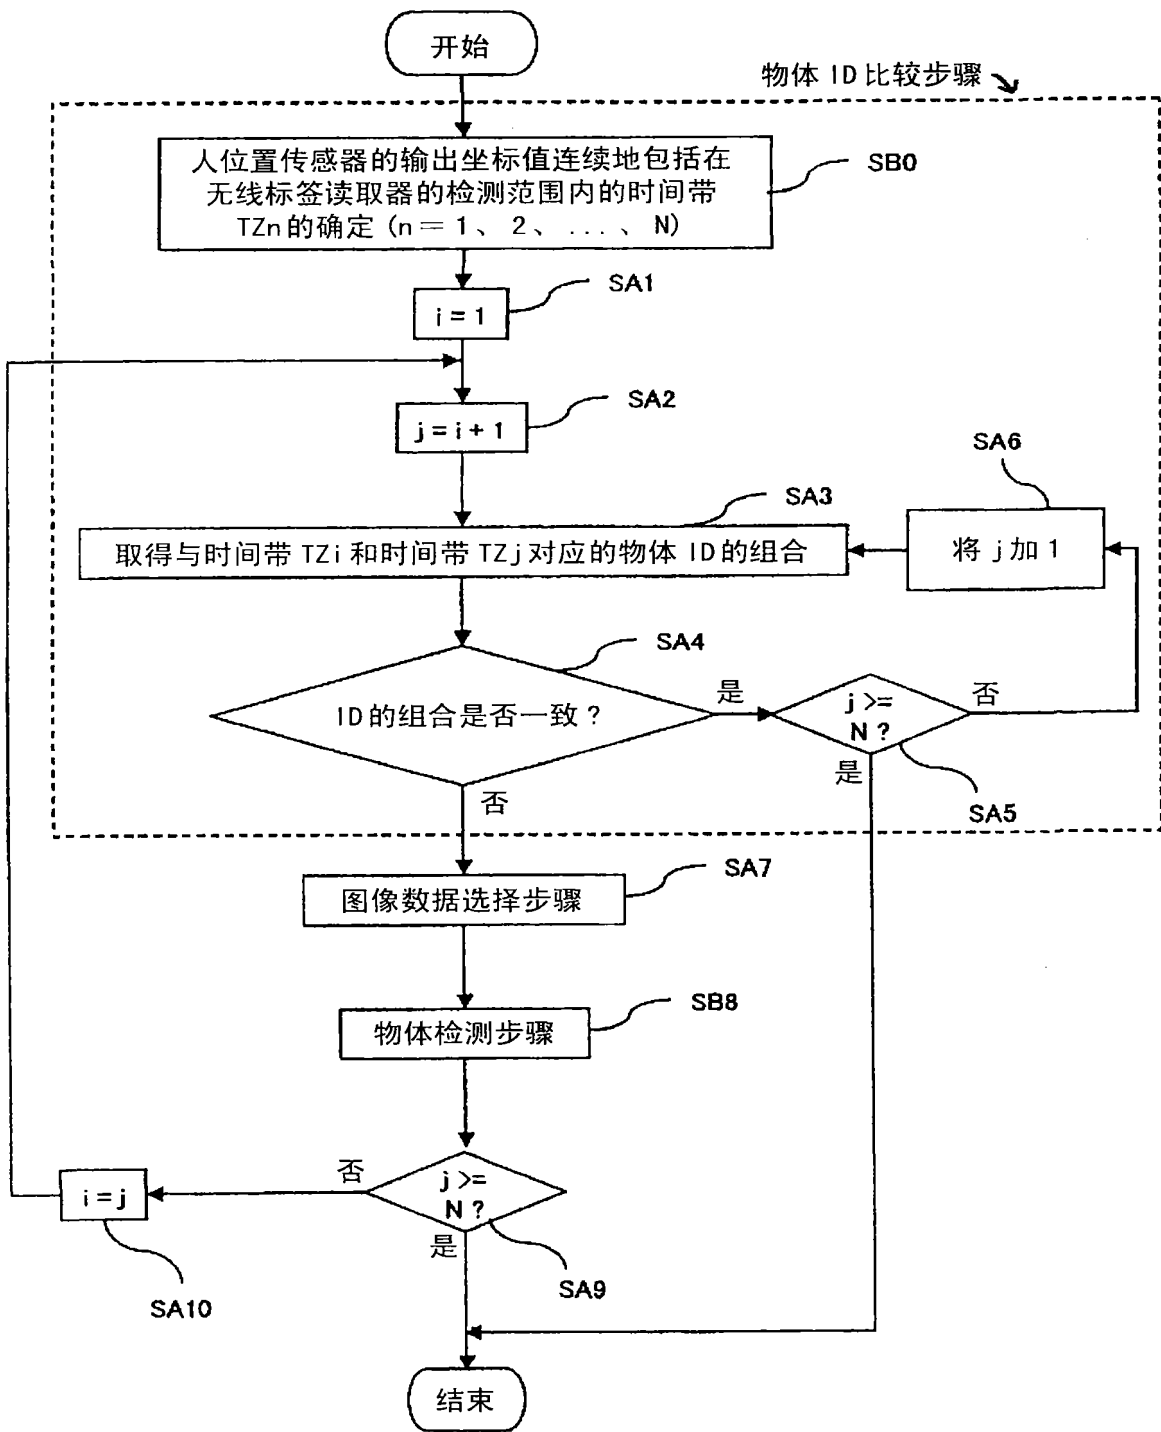 开始
物体 ID 比较步骤
人位置传感器的输出坐标值连续地包括在
无线标签读取器的检测范围内的时间带
TZn的确定 (n = 1、 2、 ...、 N)
SB0
SA1
i = 1
SA2
j = i + 1
SA6
SA3
取得与时间带 TZi 和时间带 TZj 对应的物体 ID 的组合
将 j 加 1
SA4
ID的组合是否一致？
是
j >=
N ?
否
是
SA5
否
SA7
图像数据选择步骤
SB8
物体检测步骤
否
j >=
N ?
i = j
是
SA9
SA10
结束